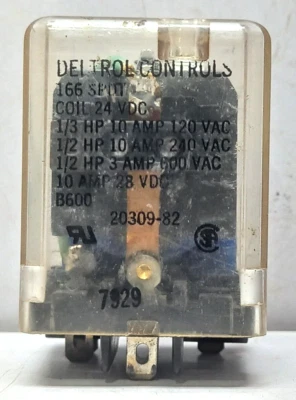 DELTROL CONTROLS
166 SPDT
COIL 24 VDC
1/3 HP 10 AMP 120 VAC
1/2 HP 10 AMP 240 VAC
1/2 HP 3 AMP 600 VAC
10 AMP 28 VDC
B600
20309-82
7929